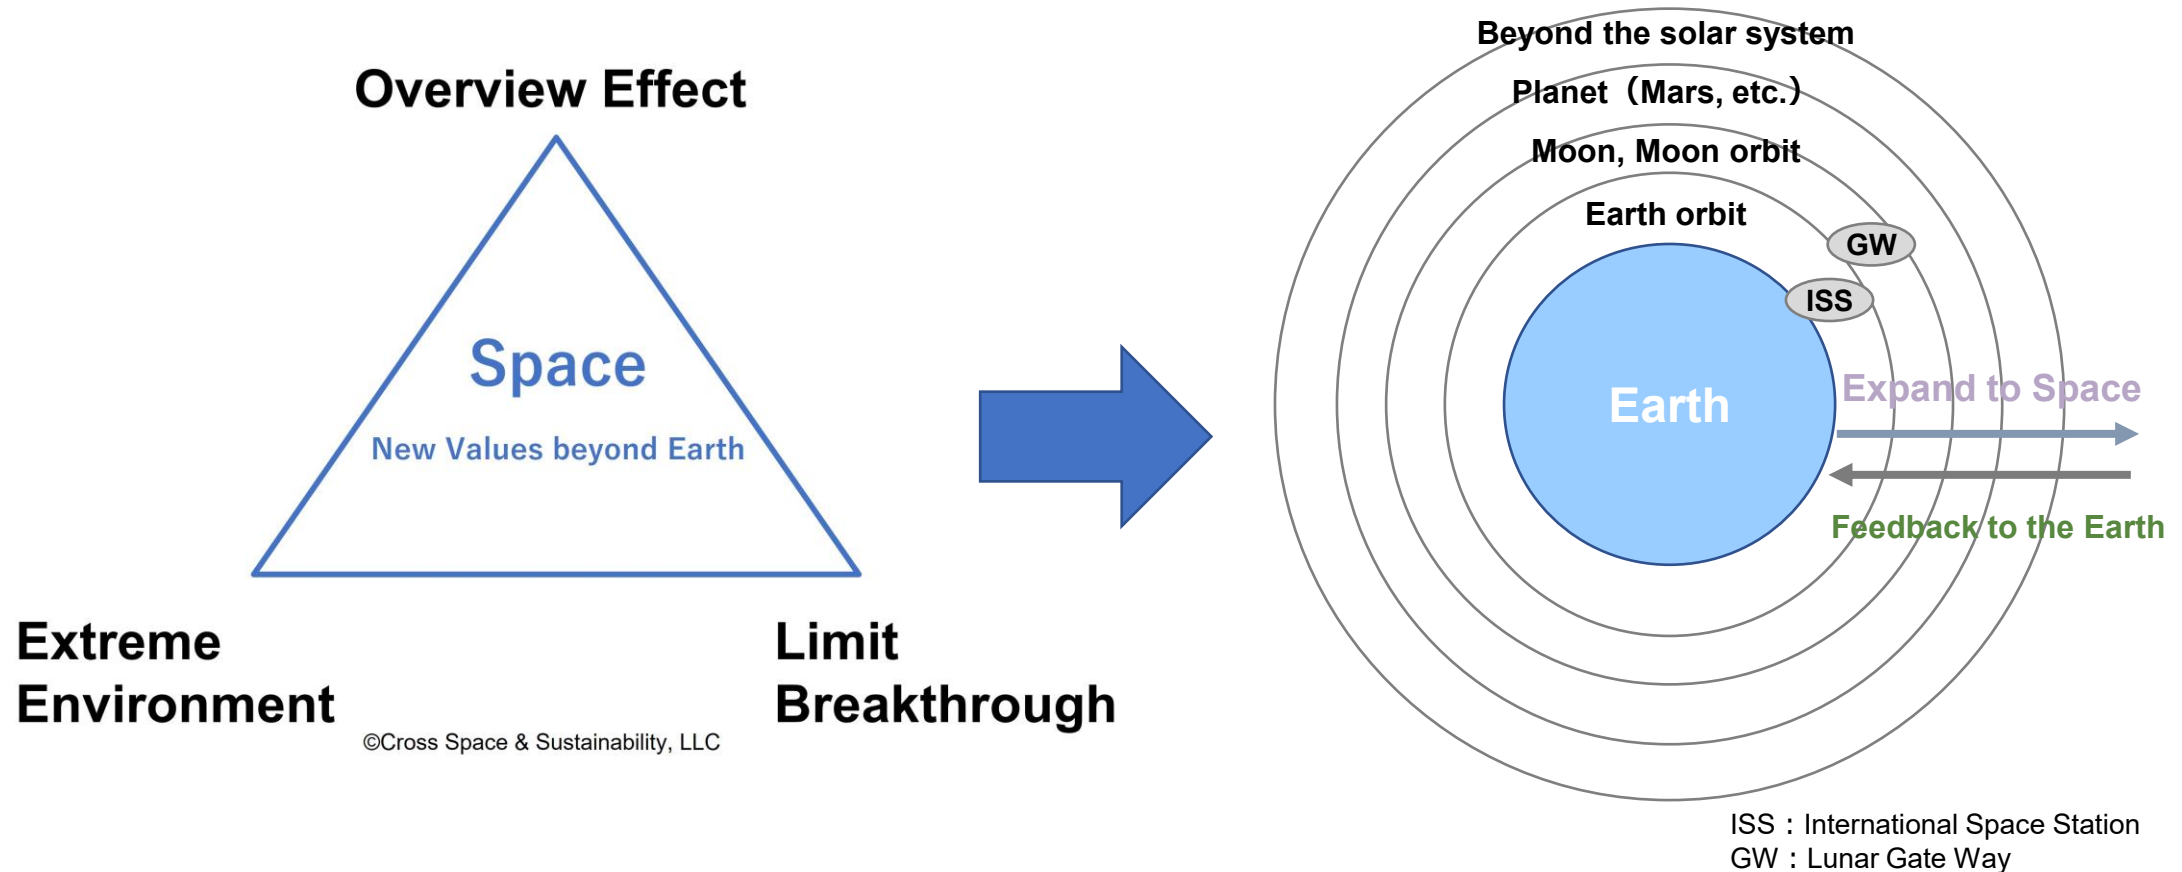 Overview Effect
Space
New Values beyond Earth
Extreme
Environment
Limit
Breakthrough
©Cross Space & Sustainability, LLC
Beyond the solar system
Planet（Mars, etc.）
Moon, Moon orbit
Earth orbit
GW
ISS
Earth
Expand to Space
Feedback to the Earth
ISS：International Space Station
GW：Lunar Gate Way